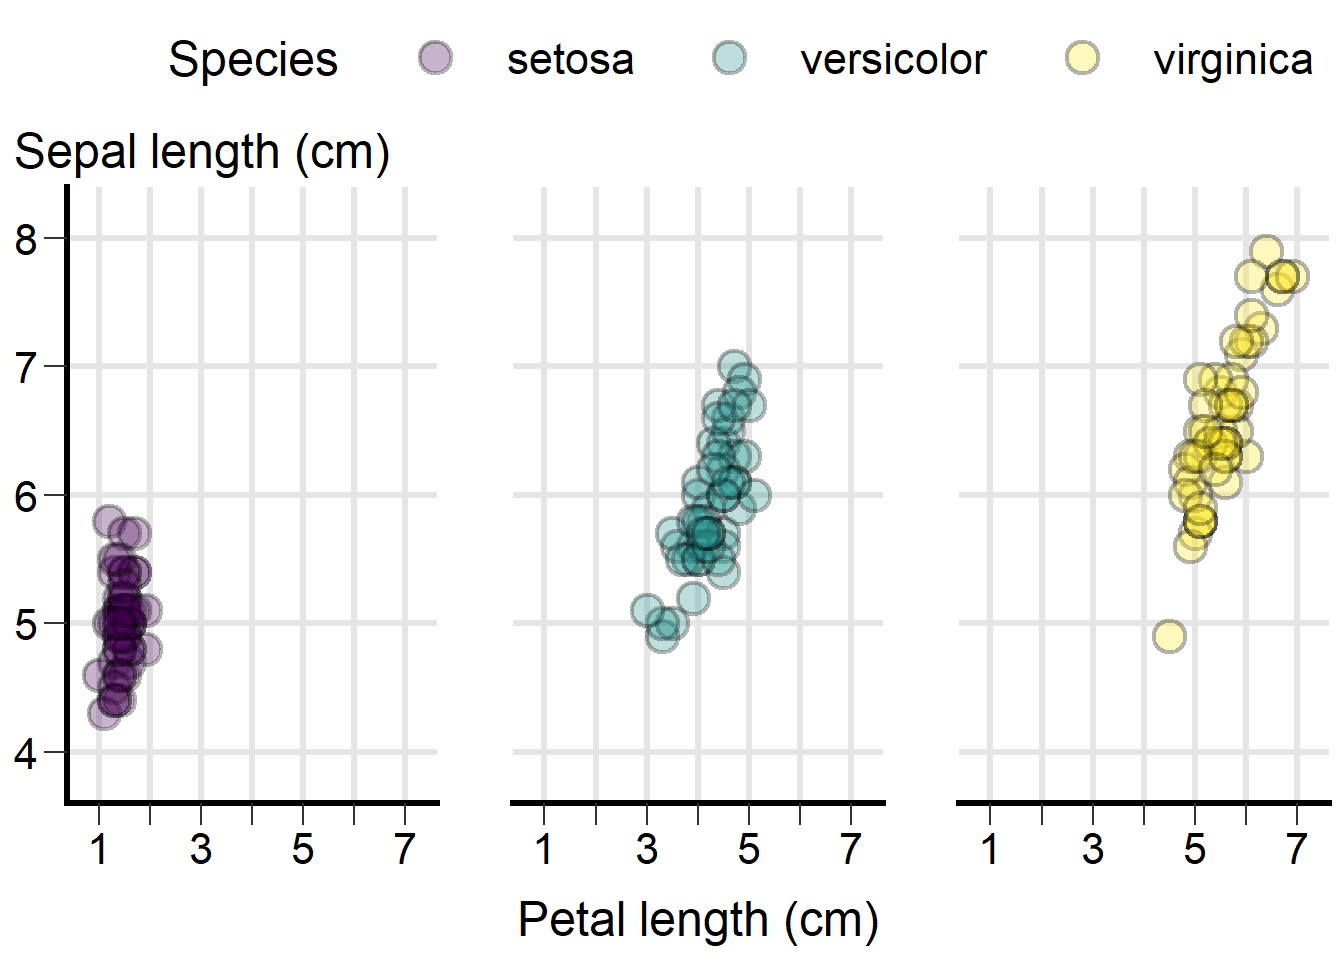 Species setosa versicolor virginica
Sepal length (cm)
8
7
6
5
4
1 3 5 7 1 3 5 7 1 3 5 7
Petal length (cm)